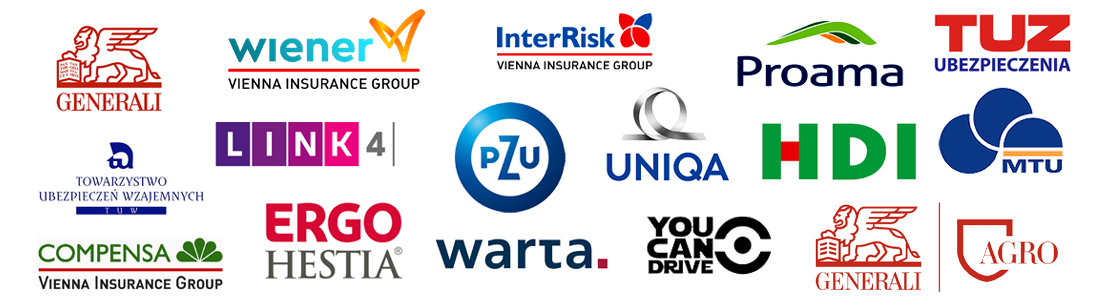 GENERALI
wiener
VIENNA INSURANCE GROUP
InterRisk
VIENNA INSURANCE GROUP
Proama
TUZ
UBEZPIECZENIA
TOWARZYSTWO
UBEZPIECZEŃ WZAJEMNYCH
T U W
LINK4
PZU
UNIQA
HDI
MTU
COMPENSA
VIENNA INSURANCE GROUP
ERGO
HESTIA®
warta.
YOU
CAN
DRIVE
GENERALI
AGRO